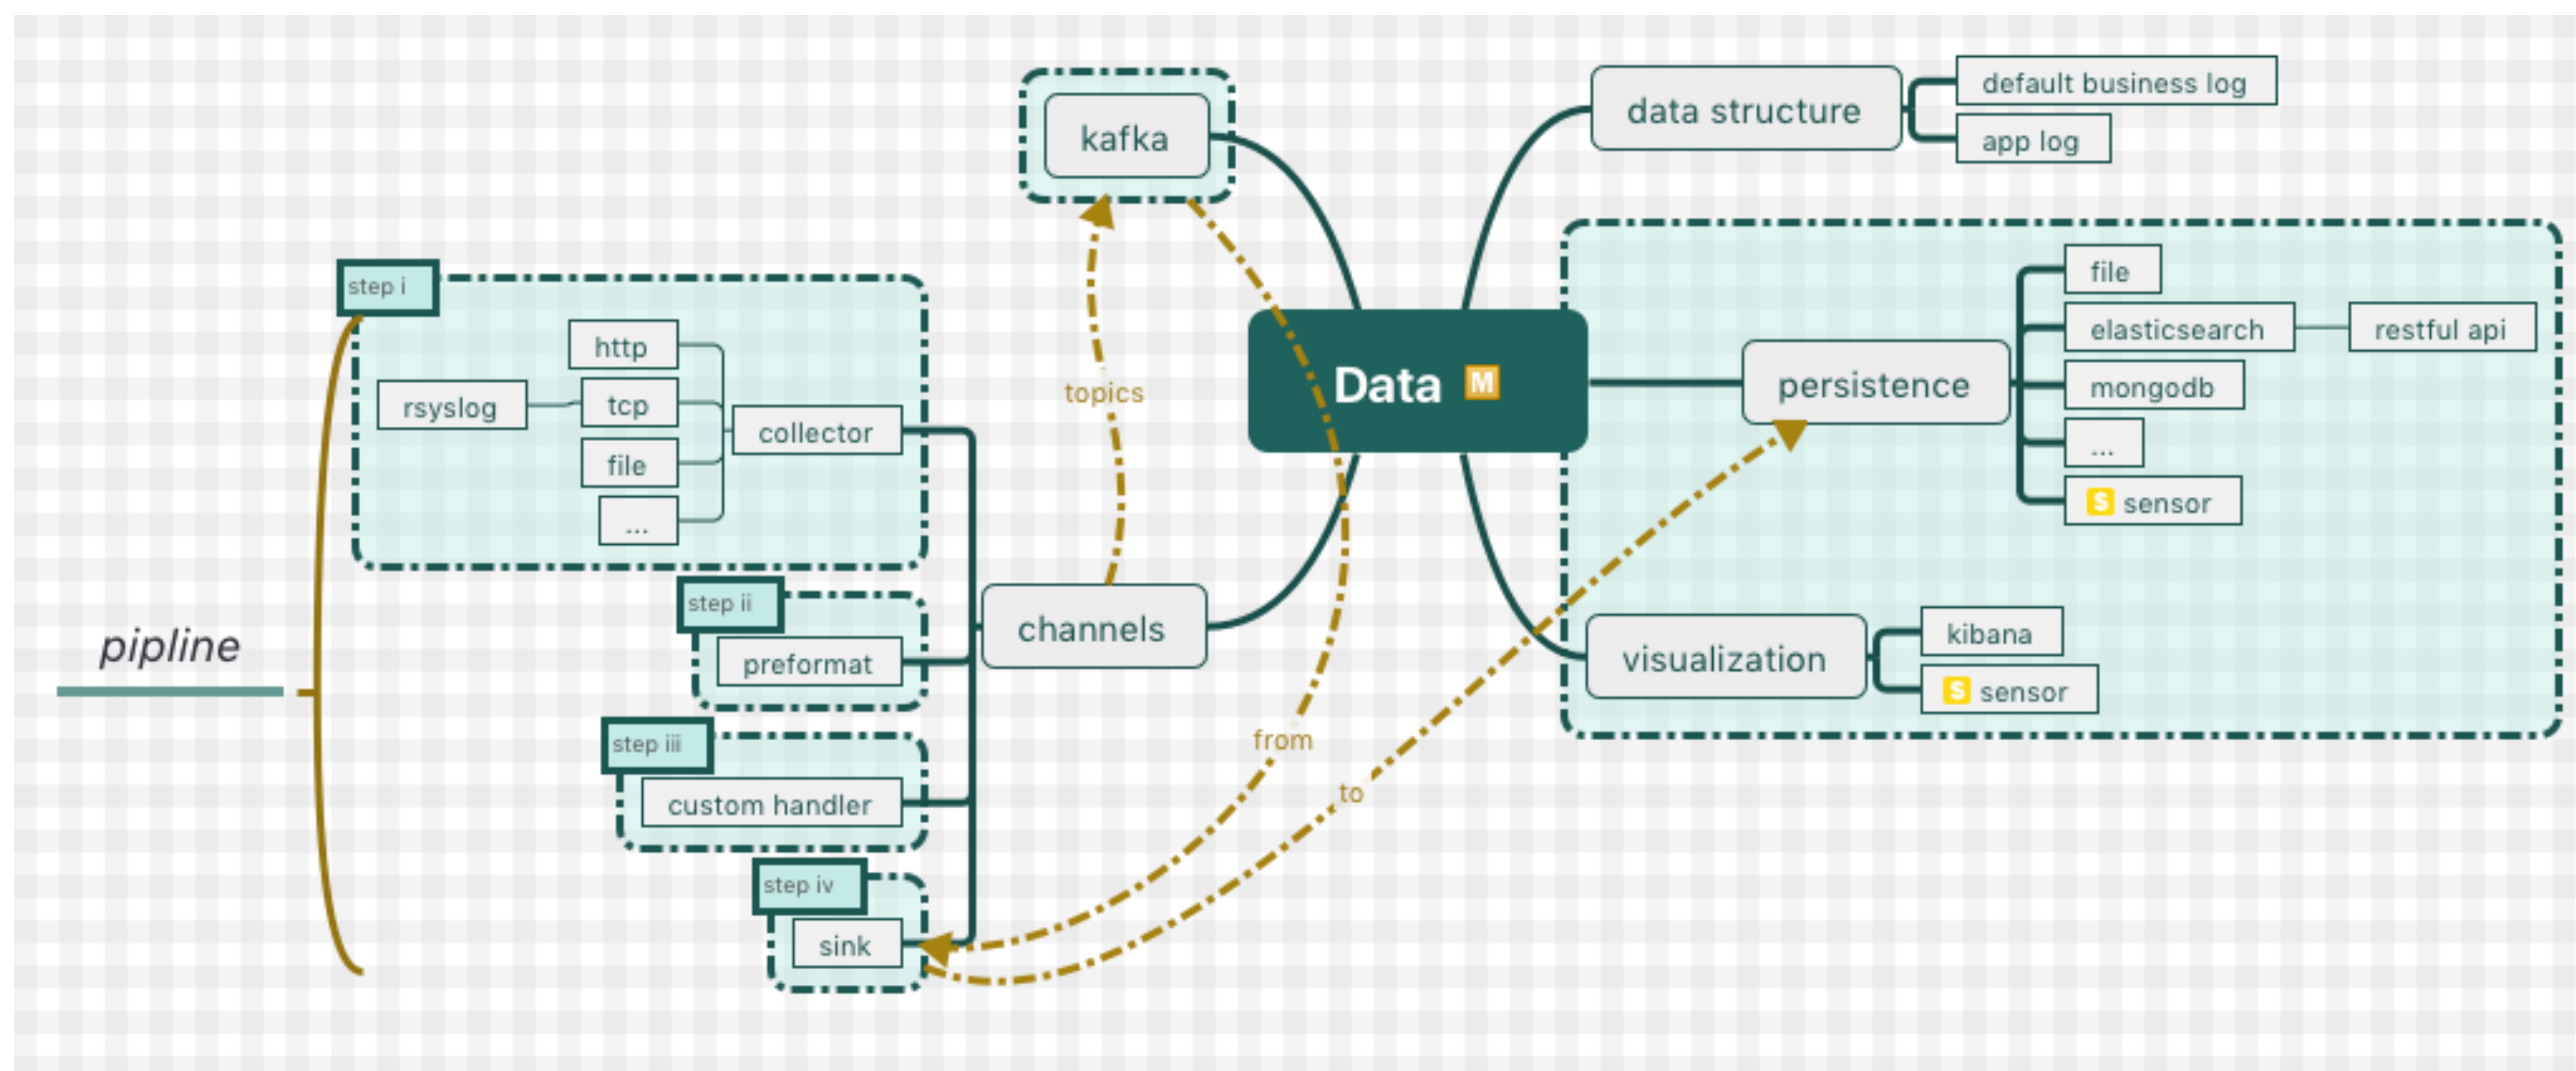 kafka
data structure
default business log
app log
step i
http
rsyslog
tcp
file
...
collector
topics
Data M
persistence
file
elasticsearch
restful api
mongodb
...
$ sensor
pipline
step ii
preformat
channels
visualization
kibana
$ sensor
step iii
custom handler
from
to
step iv
sink